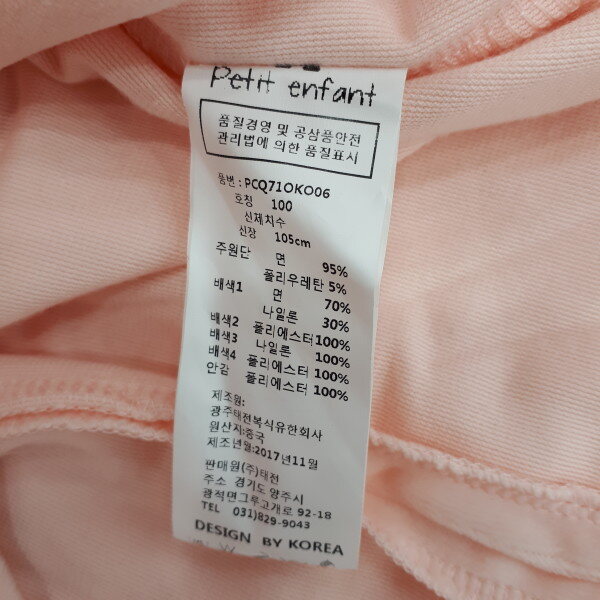 Petit enfant
품질경영 및 공삼품안전
관리법에 의한 품질표시
품번 : PCQ71OKO06
호칭 100
신제치수
신장 105cm
주원단 면 95%
폴리우레탄 5%
배색1 면 70%
나일론 30%
배색2 폴리에스터 100%
배색3 나일론 100%
배색4 폴리에스터 100%
안감 폴리에스터 100%
제조원:
광주태전복식유한회사
원산지:중국
제조년월:2017년11월
판매원(주)태전
주소 경기도 양주시
광적면그루고개로 92-18
TEL 031)829-9043
DESIGN BY KOREA